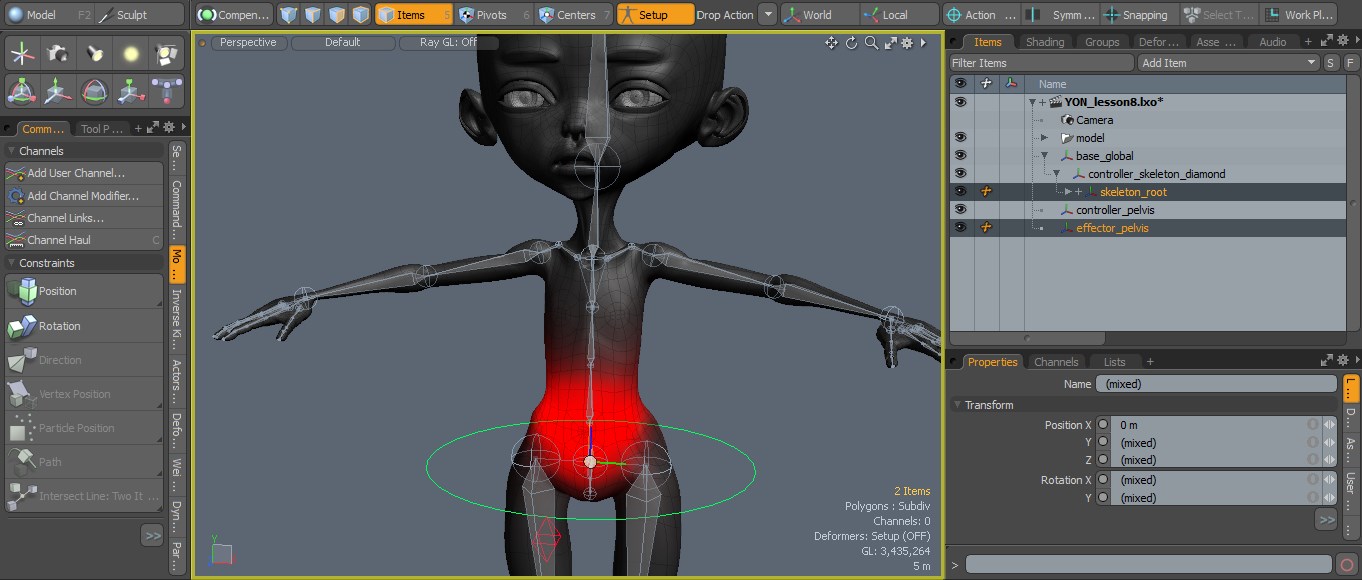 Model F2 Sculpt Compon... Items 5 Pivots 6 Centers 7 Setup Drop Action World Local Action ... Symm ... Snapping Select T... Work Pl...
Perspective Default Ray GL: Off
Items Shading Groups Defor ... Asse ... Audio +
Filter Items Add Item S F
Name
YON_lesson8.lxo*
Camera
model
base_global
controller_skeleton_diamond
skeleton_root
controller_pelvis
effector_pelvis
Comm... Tool P ... +
Channels
Add User Channel...
Add Channel Modifier...
Channel Links...
Channel Haul C
Constraints
Position
Rotation
Direction
Vertex Position
Particle Position
Path
Intersect Line: Two It ...
>>
Se ...
Command...
Mo ...
Inverse Ki...
Actors ...
Defo...
Wei ...
Dyn...
Par...
2 Items
Polygons : Subdiv
Channels: 0
Deformers: Setup (OFF)
GL: 3,435,264
5 m
Y
Properties Channels Lists +
Name (mixed)
Transform
Position X 0 m
Y (mixed)
Z (mixed)
Rotation X (mixed)
Y (mixed)
>>
L ...
D...
As...
User ...
>